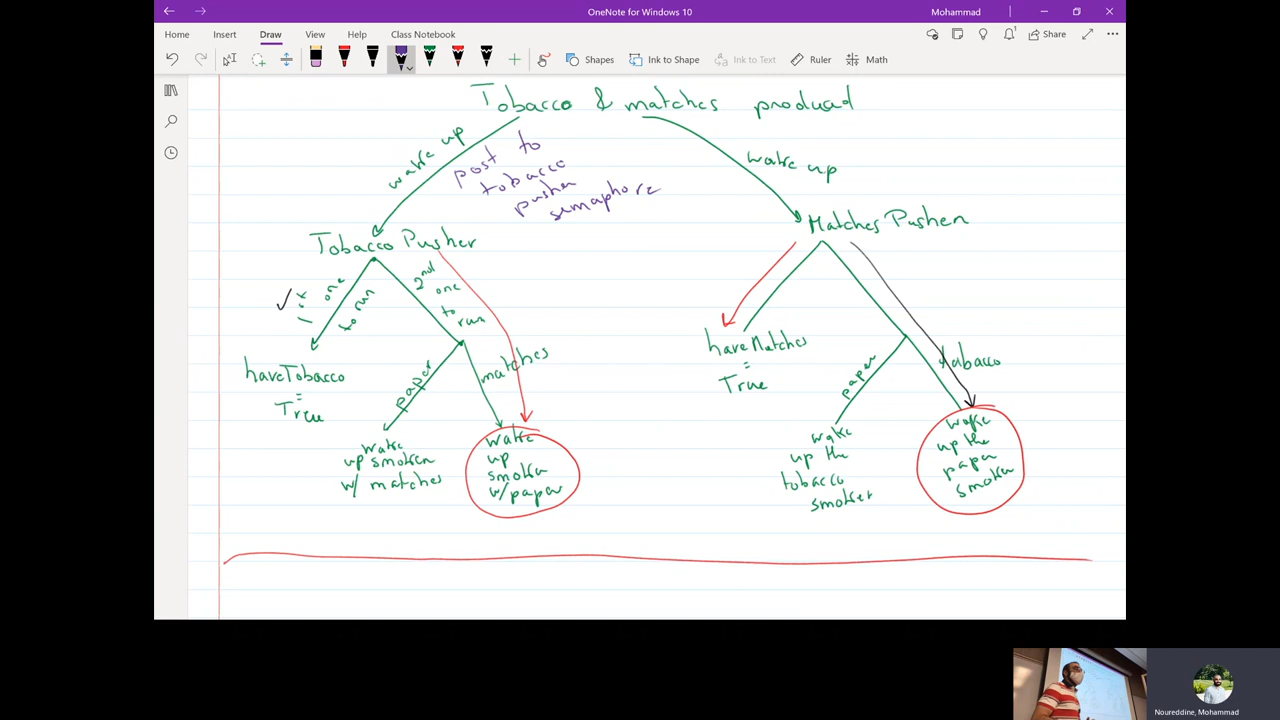 OneNote for Windows 10
Mohammad
Home
Insert
Draw
View
Help
Class Notebook
Share
Shapes
Ink to Shape
Ink to Text
Ruler
Math
Tobacco & matches produced
wake up
post to
tobacco
pusher
semaphore
wake up
Tobacco Pusher
Matches Pusher
1st one
to run
2nd
one
to
run
haveTobacco
=
True
paper
matches
wake
up smoker
w/ matches
wake
up
smoker
w/ paper
haveMatches
=
True
paper
tabacco
wake
up the
tobacco
smoker
wake
up the
paper
smoker
Noureddine, Mohammad